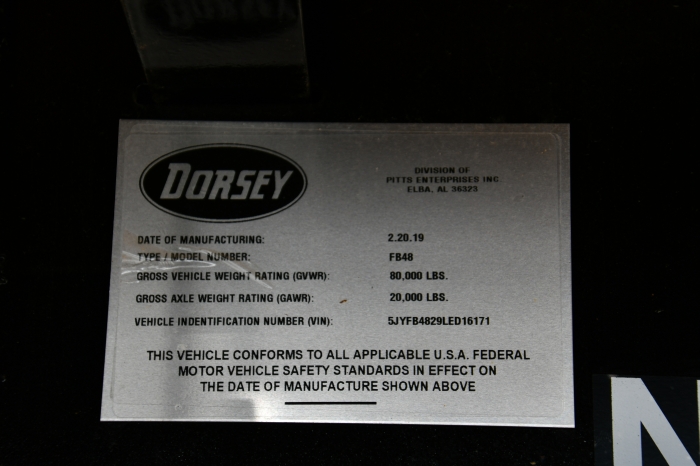 DORSEY
DIVISION OF
PITTS ENTERPRISES INC.
ELBA, AL 36323
DATE OF MANUFACTURING: 2.20.19
TYPE / MODEL NUMBER: FB48
GROSS VEHICLE WEIGHT RATING (GVWR): 80,000 LBS.
GROSS AXLE WEIGHT RATING (GAWR): 20,000 LBS.
VEHICLE INDENTIFICATION NUMBER (VIN): 5JYFB4829LED16171
THIS VEHICLE CONFORMS TO ALL APPLICABLE U.S.A. FEDERAL
MOTOR VEHICLE SAFETY STANDARDS IN EFFECT ON
THE DATE OF MANUFACTURE SHOWN ABOVE
N